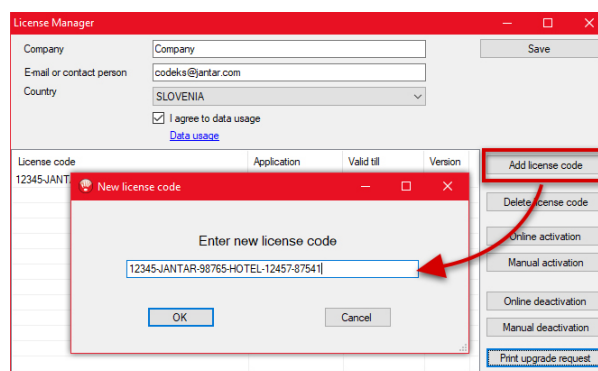 License Manager
Company
Company
Save
E-mail or contact person
codeks@jantar.com
Country
SLOVENIA
I agree to data usage
Data usage
License code Application Valid till Version
Add license code
12345-JANT
New license code
Delete license code
Enter new license code
Online activation
12345-JANTAR-98765-HOTEL-12457-87541
Manual activation
Online deactivation
OK
Cancel
Manual deactivation
Print upgrade request